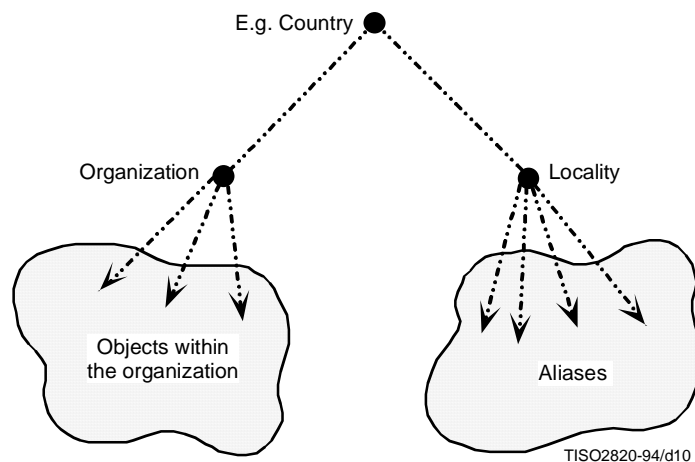 E.g. Country
Organization
Locality
Objects within
the organization
Aliases
TISO2820-94/d10